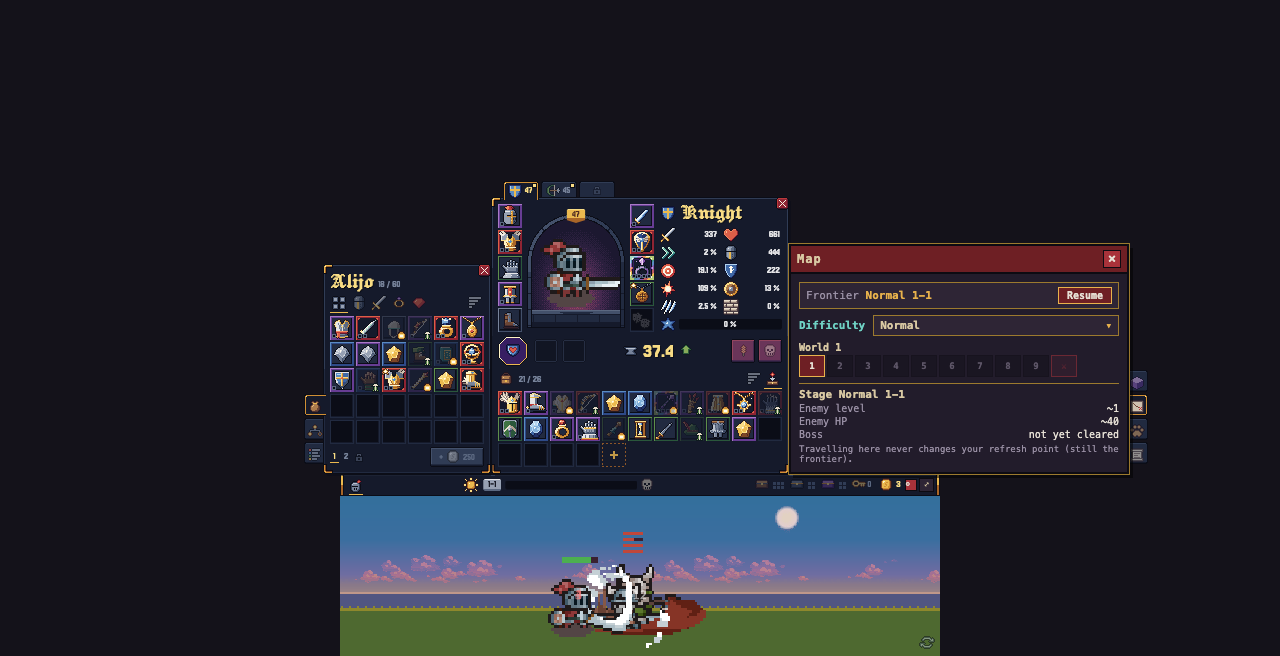 47
45
Knight
47
337
661
2 %
444
19.1 %
222
109 %
13 %
2.5 %
0 %
0 %
37.4
21 / 26
Alijo
18 / 60
1 2
250
Map
Frontier Normal 1-1
Resume
Difficulty
Normal
World 1
1 2 3 4 5 6 7 8 9
Stage Normal 1-1
Enemy level ~1
Enemy HP ~40
Boss not yet cleared
Travelling here never changes your refresh point (still the
frontier).
1-1
0
3